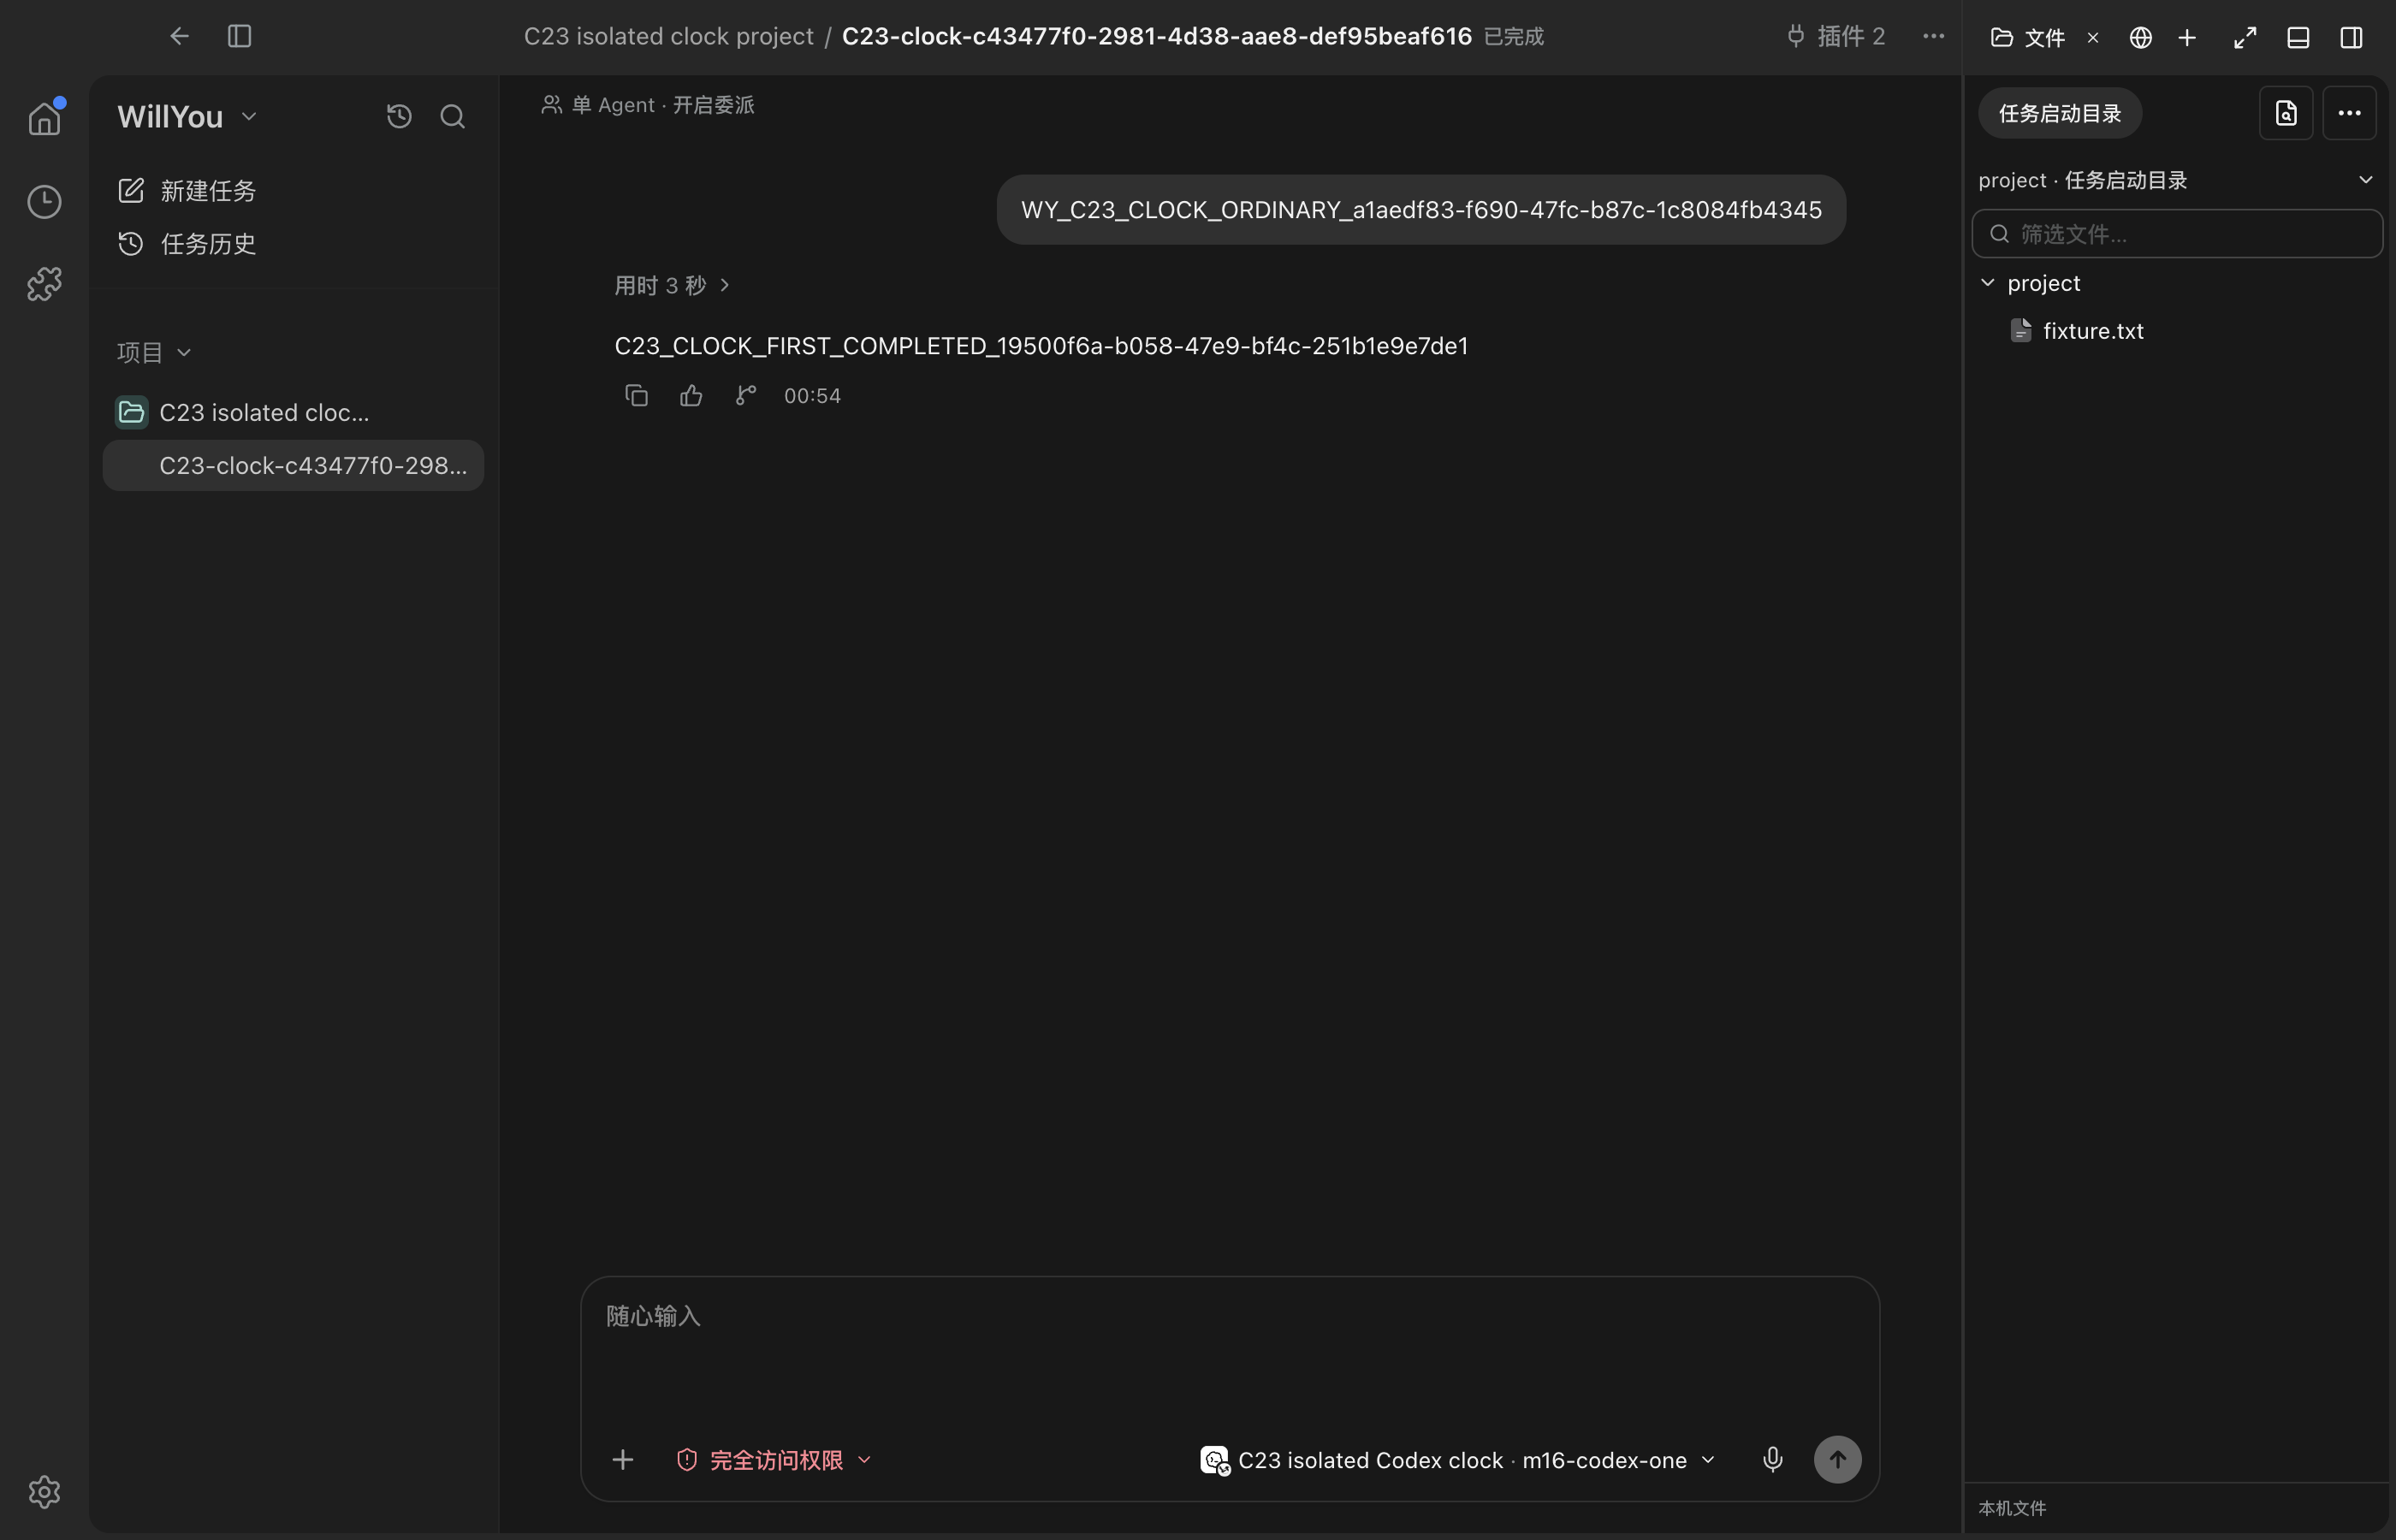 C23 isolated clock project / C23-clock-c43477f0-2981-4d38-aae8-def95beaf616 已完成
插件 2
文件
WillYou
新建任务
任务历史
项目
C23 isolated cloc...
C23-clock-c43477f0-298...
单 Agent · 开启委派
WY_C23_CLOCK_ORDINARY_a1aedf83-f690-47fc-b87c-1c8084fb4345
用时 3 秒
C23_CLOCK_FIRST_COMPLETED_19500f6a-b058-47e9-bf4c-251b1e9e7de1
00:54
随心输入
完全访问权限
C23 isolated Codex clock · m16-codex-one
任务启动目录
project · 任务启动目录
筛选文件...
project
fixture.txt
本机文件